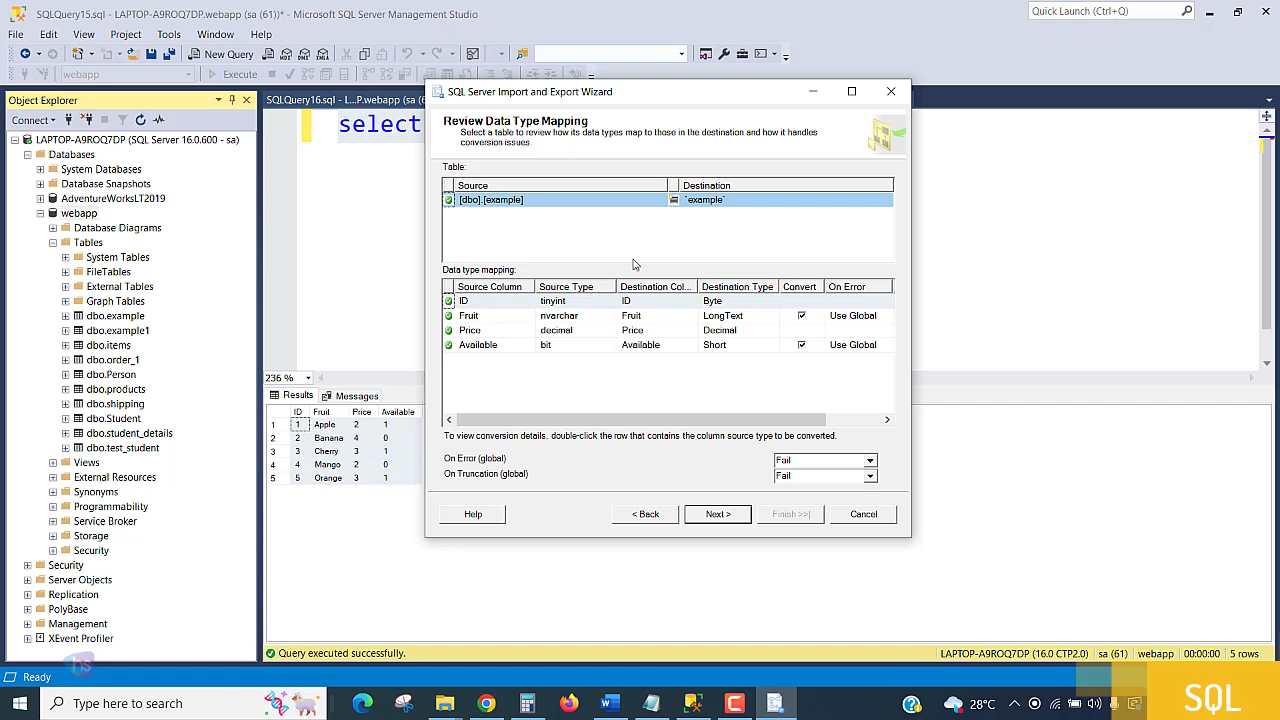 SQLQuery15.sql - LAPTOP-A9ROQ7DP.webapp (sa (61))* - Microsoft SQL Server Management Studio
Quick Launch (Ctrl+Q)
File Edit View Project Tools Window Help
New Query
webapp
Execute
Object Explorer
Connect
LAPTOP-A9ROQ7DP (SQL Server 16.0.600 - sa)
Databases
System Databases
Database Snapshots
AdventureWorksLT2019
webapp
Database Diagrams
Tables
System Tables
FileTables
External Tables
Graph Tables
dbo.example
dbo.example1
dbo.items
dbo.order_1
dbo.Person
dbo.products
dbo.shipping
dbo.Student
dbo.student_details
dbo.test_student
Views
External Resources
Synonyms
Programmability
Service Broker
Storage
Security
Security
Server Objects
Replication
PolyBase
Management
XEvent Profiler
SQLQuery16.sql - L...P.webapp (sa (6
select
236 %
Results Messages
ID Fruit Price Available
1 1 Apple 2 1
2 2 Banana 4 0
3 3 Cherry 3 1
4 4 Mango 2 0
5 5 Orange 3 1
SQL Server Import and Export Wizard
Review Data Type Mapping
Select a table to review how its data types map to those in the destination and how it handles
conversion issues.
Table:
Source Destination
[dbo].[example] `example`
Data type mapping:
Source Column Source Type Destination Col... Destination Type Convert On Error
ID tinyint ID Byte
Fruit nvarchar Fruit LongText Use Global
Price decimal Price Decimal
Available bit Available Short Use Global
To view conversion details, double-click the row that contains the column source type to be converted.
On Error (global) Fail
On Truncation (global) Fail
Help < Back Next > Finish >>| Cancel
Query executed successfully. LAPTOP-A9ROQ7DP (16.0 CTP2.0) sa (61) webapp 00:00:00 5 rows
hs
Ready
Type here to search
28°C
SQL